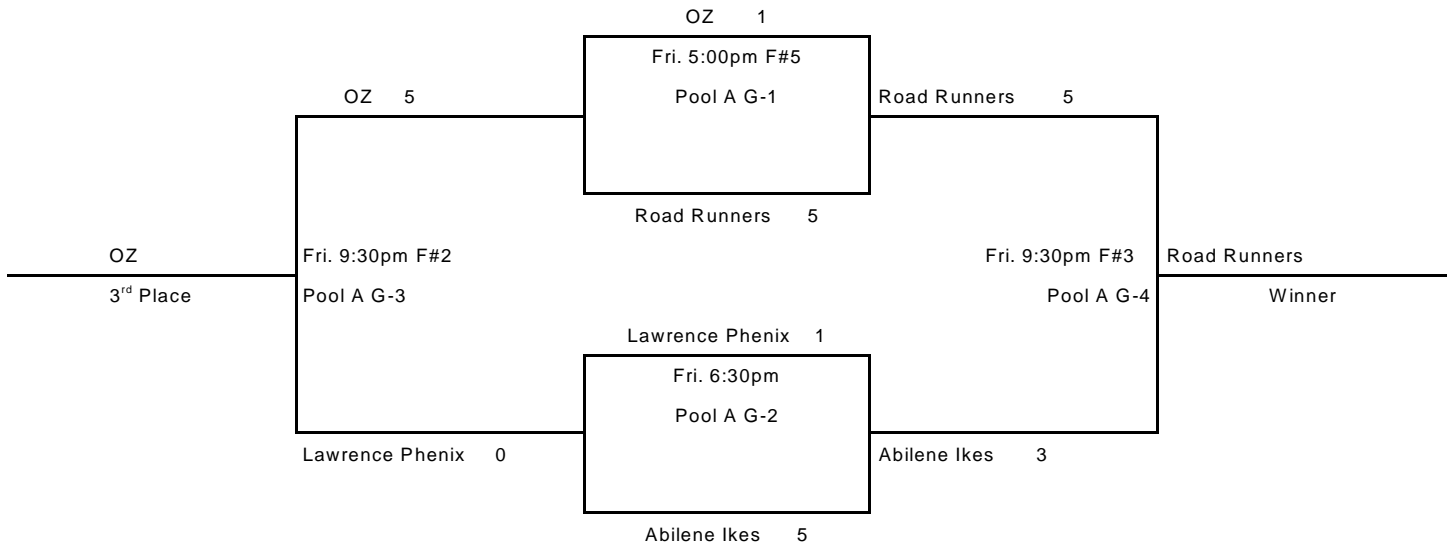 OZ 1
Fri. 5:00pm F#5
OZ 5
Pool A G-1
Road Runners 5
Road Runners 5
OZ
Fri. 9:30pm F#2
Fri. 9:30pm F#3
Road Runners
3rd Place
Pool A G-3
Pool A G-4
Winner
Lawrence Phenix 1
Fri. 6:30pm
Pool A G-2
Lawrence Phenix 0
Abilene Ikes 3
Abilene Ikes 5